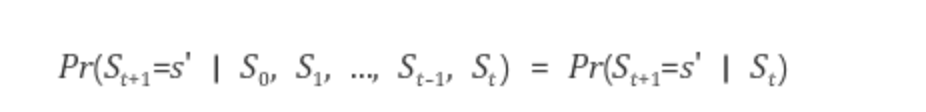 Pr(Sₜ₊₁=s' | S₀, S₁, ..., Sₜ₋₁, Sₜ) = Pr(Sₜ₊₁=s' | Sₜ)